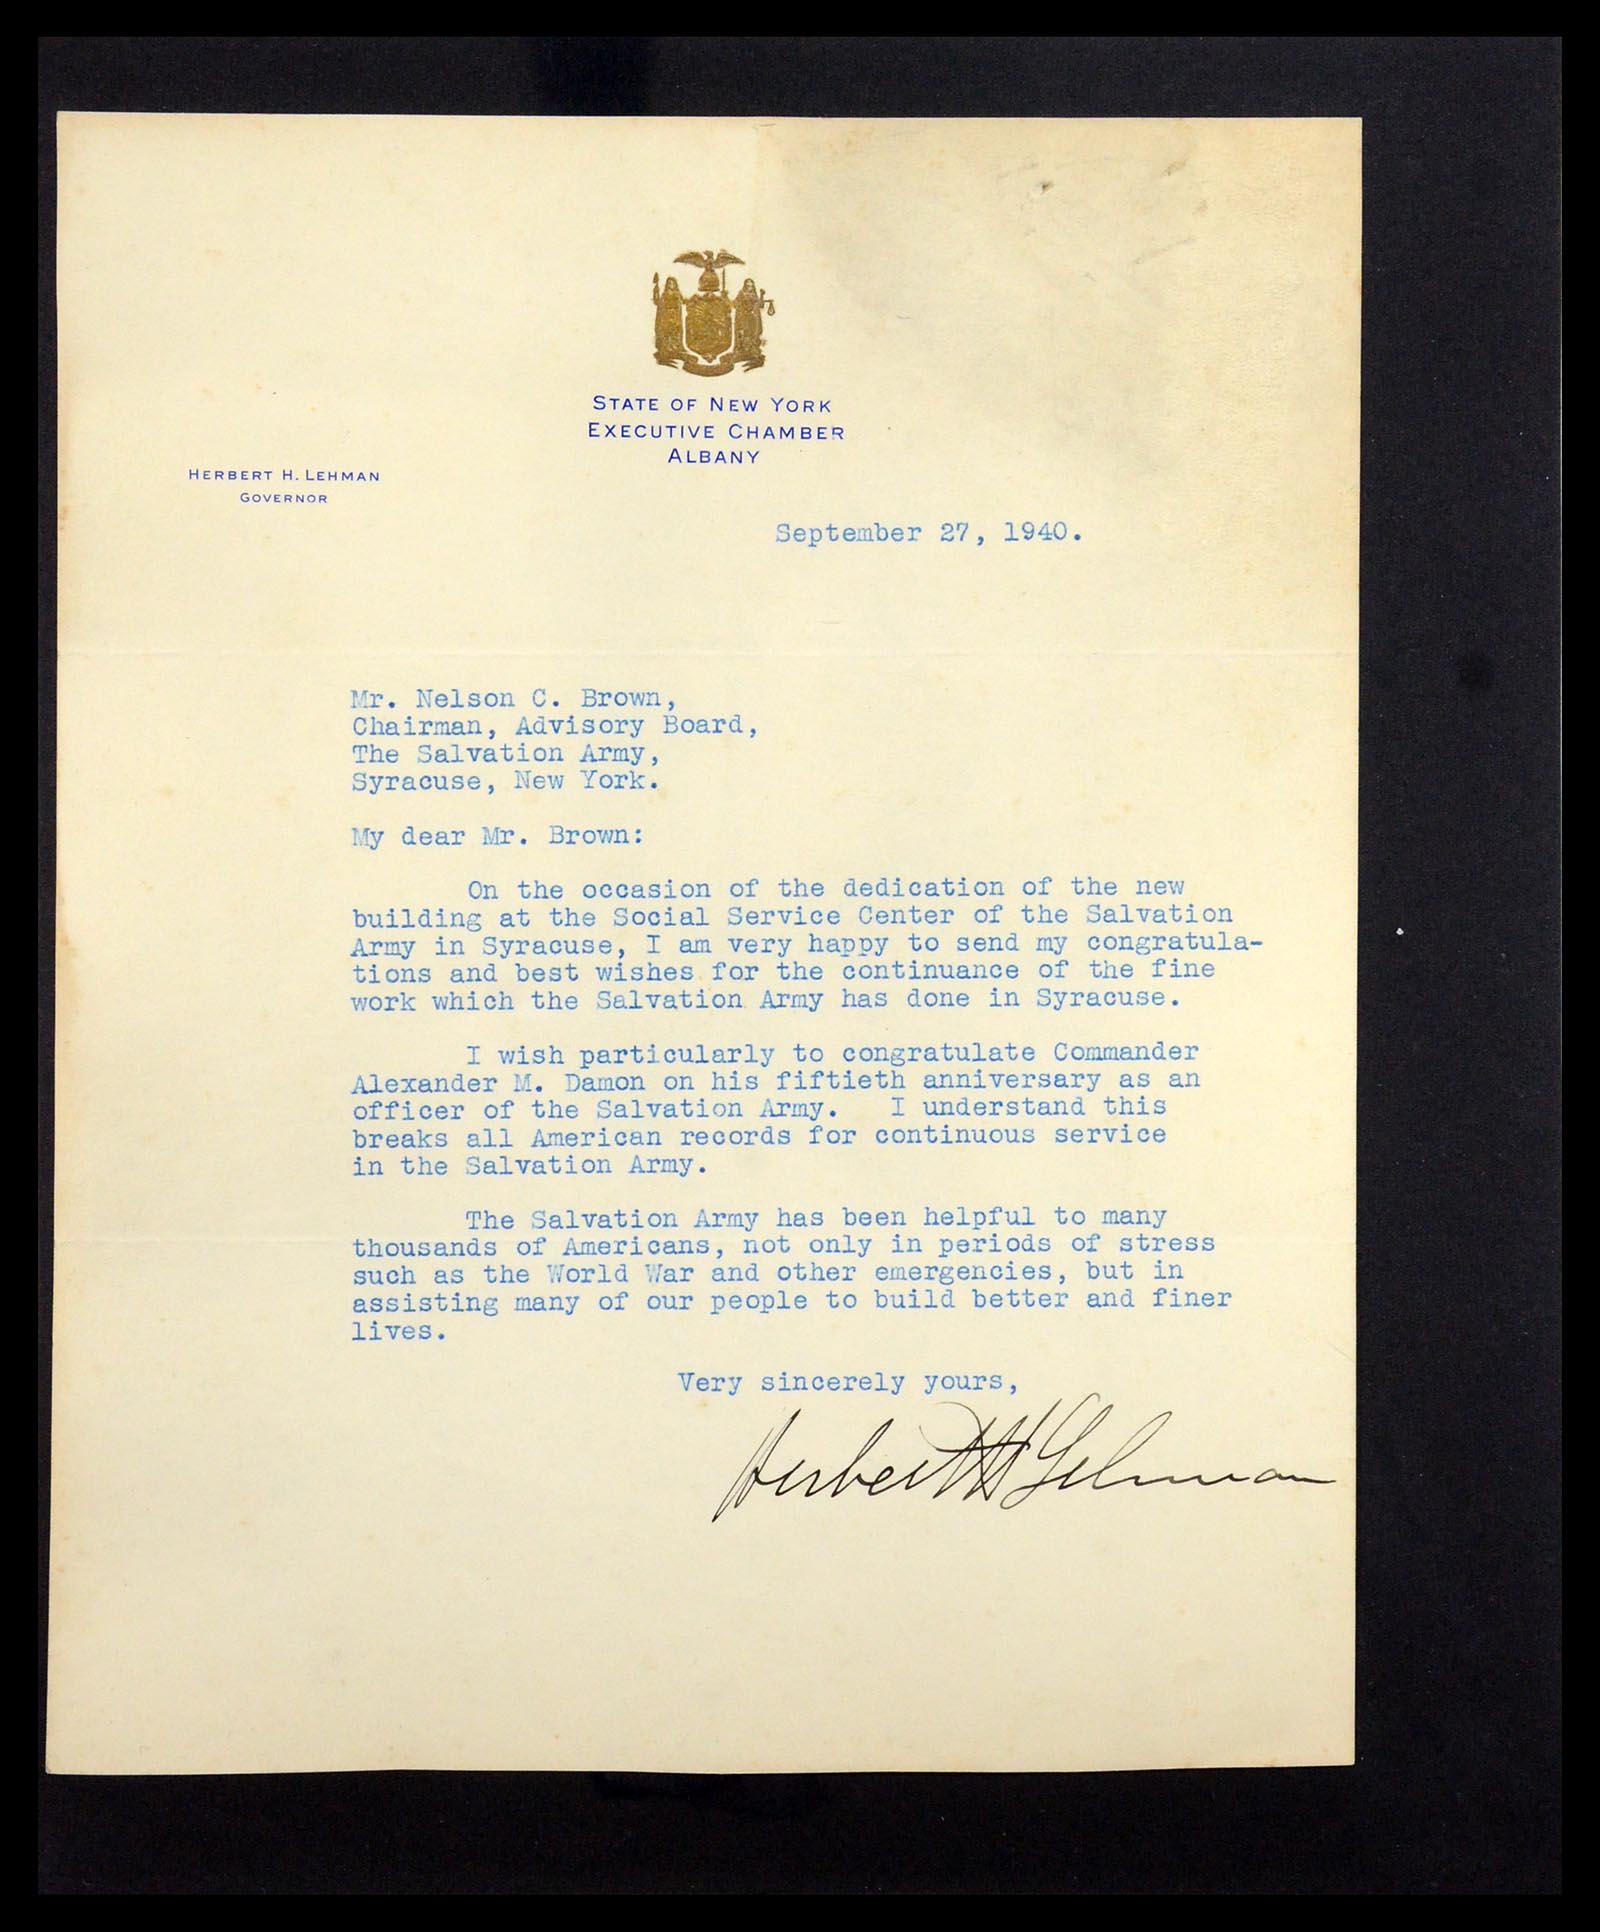 STATE OF NEW YORK
EXECUTIVE CHAMBER
ALBANY
HERBERT H. LEHMAN
GOVERNOR
September 27, 1940.
Mr. Nelson C. Brown,
Chairman, Advisory Board,
The Salvation Army,
Syracuse, New York.
My dear Mr. Brown:
On the occasion of the dedication of the new
building at the Social Service Center of the Salvation
Army in Syracuse, I am very happy to send my congratula-
tions and best wishes for the continuance of the fine
work which the Salvation Army has done in Syracuse.
I wish particularly to congratulate Commander
Alexander M. Damon on his fiftieth anniversary as an
officer of the Salvation Army. I understand this
breaks all American records for continuous service
in the Salvation Army.
The Salvation Army has been helpful to many
thousands of Americans, not only in periods of stress
such as the World War and other emergencies, but in
assisting many of our people to build better and finer
lives.
Very sincerely yours,
Herbert H Lehman